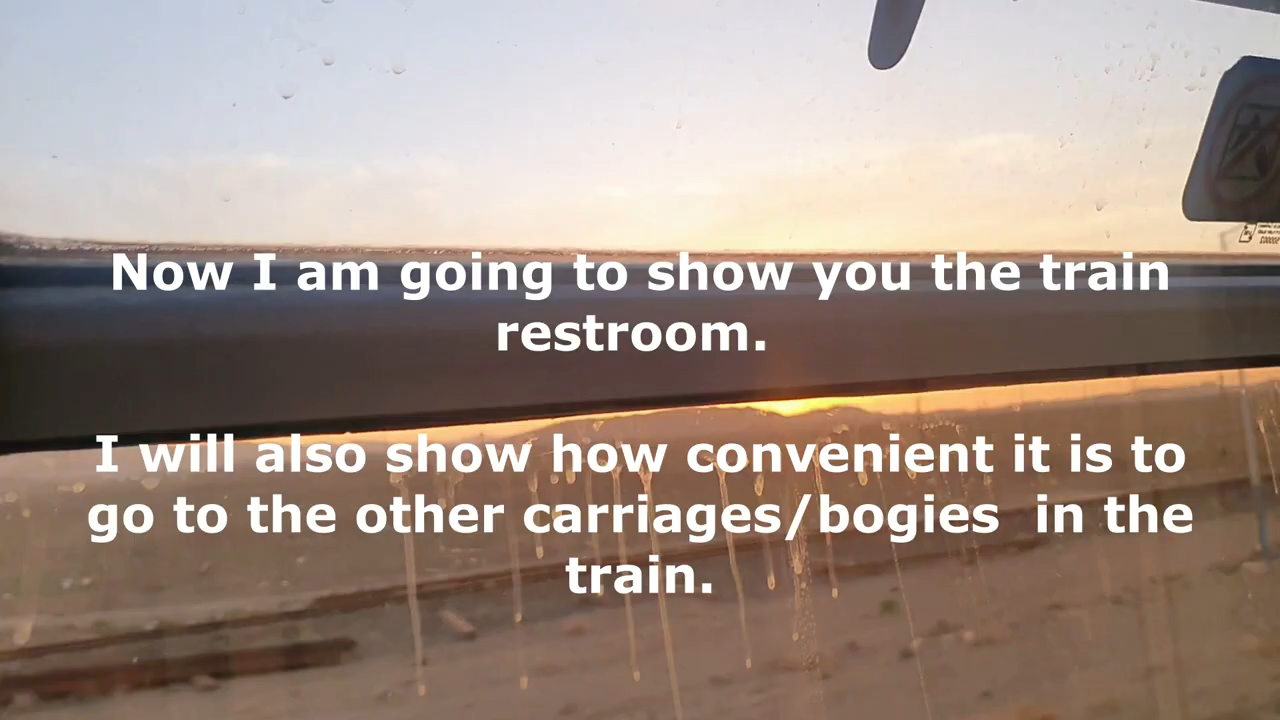 Now I am going to show you the train
restroom.
I will also show how convenient it is to
go to the other carriages/bogies  in the
train.